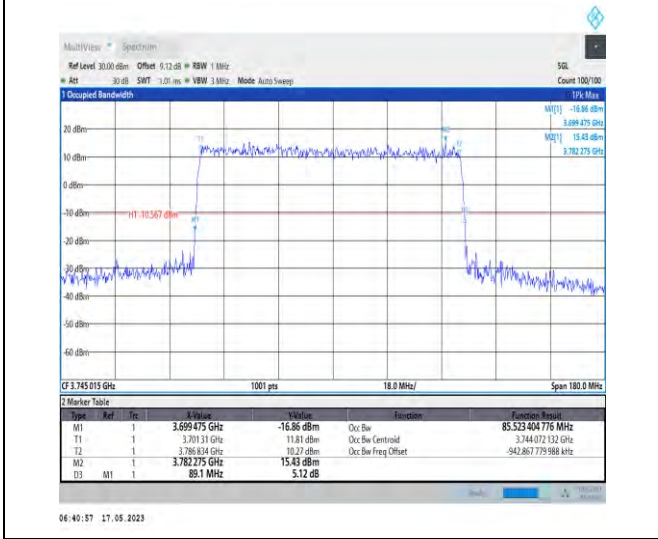 MultiView Spectrum
Ref Level 30.00 dBm Offset 9.12 dB RBW 1 MHz SGL
Att 30 dB SWT 1.01 ms VBW 3 MHz Mode Auto Sweep Count 100/100
1 Occupied Bandwidth 1Pk Max
M1[1] -16.86 dBm
3.699 475 GHz
M2[1] 15.43 dBm
3.782 275 GHz
20 dBm
10 dBm
0 dBm
-10 dBm
H1 -10.567 dBm
-20 dBm
-30 dBm
-40 dBm
-50 dBm
-60 dBm
CF 3.745 015 GHz 1001 pts 18.0 MHz/ Span 180.0 MHz
2 Marker Table
Type Ref Trc X-Value Y-Value Function Function Result
M1 1 3.699 475 GHz -16.86 dBm Occ Bw 85.523 404 776 MHz
T1 1 3.701 31 GHz 11.81 dBm Occ Bw Centroid 3.744 072 132 GHz
T2 1 3.786 834 GHz 10.27 dBm Occ Bw Freq Offset -942.867 779 988 kHz
M2 1 3.782 275 GHz 15.43 dBm
D3 M1 1 89.1 MHz 5.12 dB
06:40:57 17.05.2023